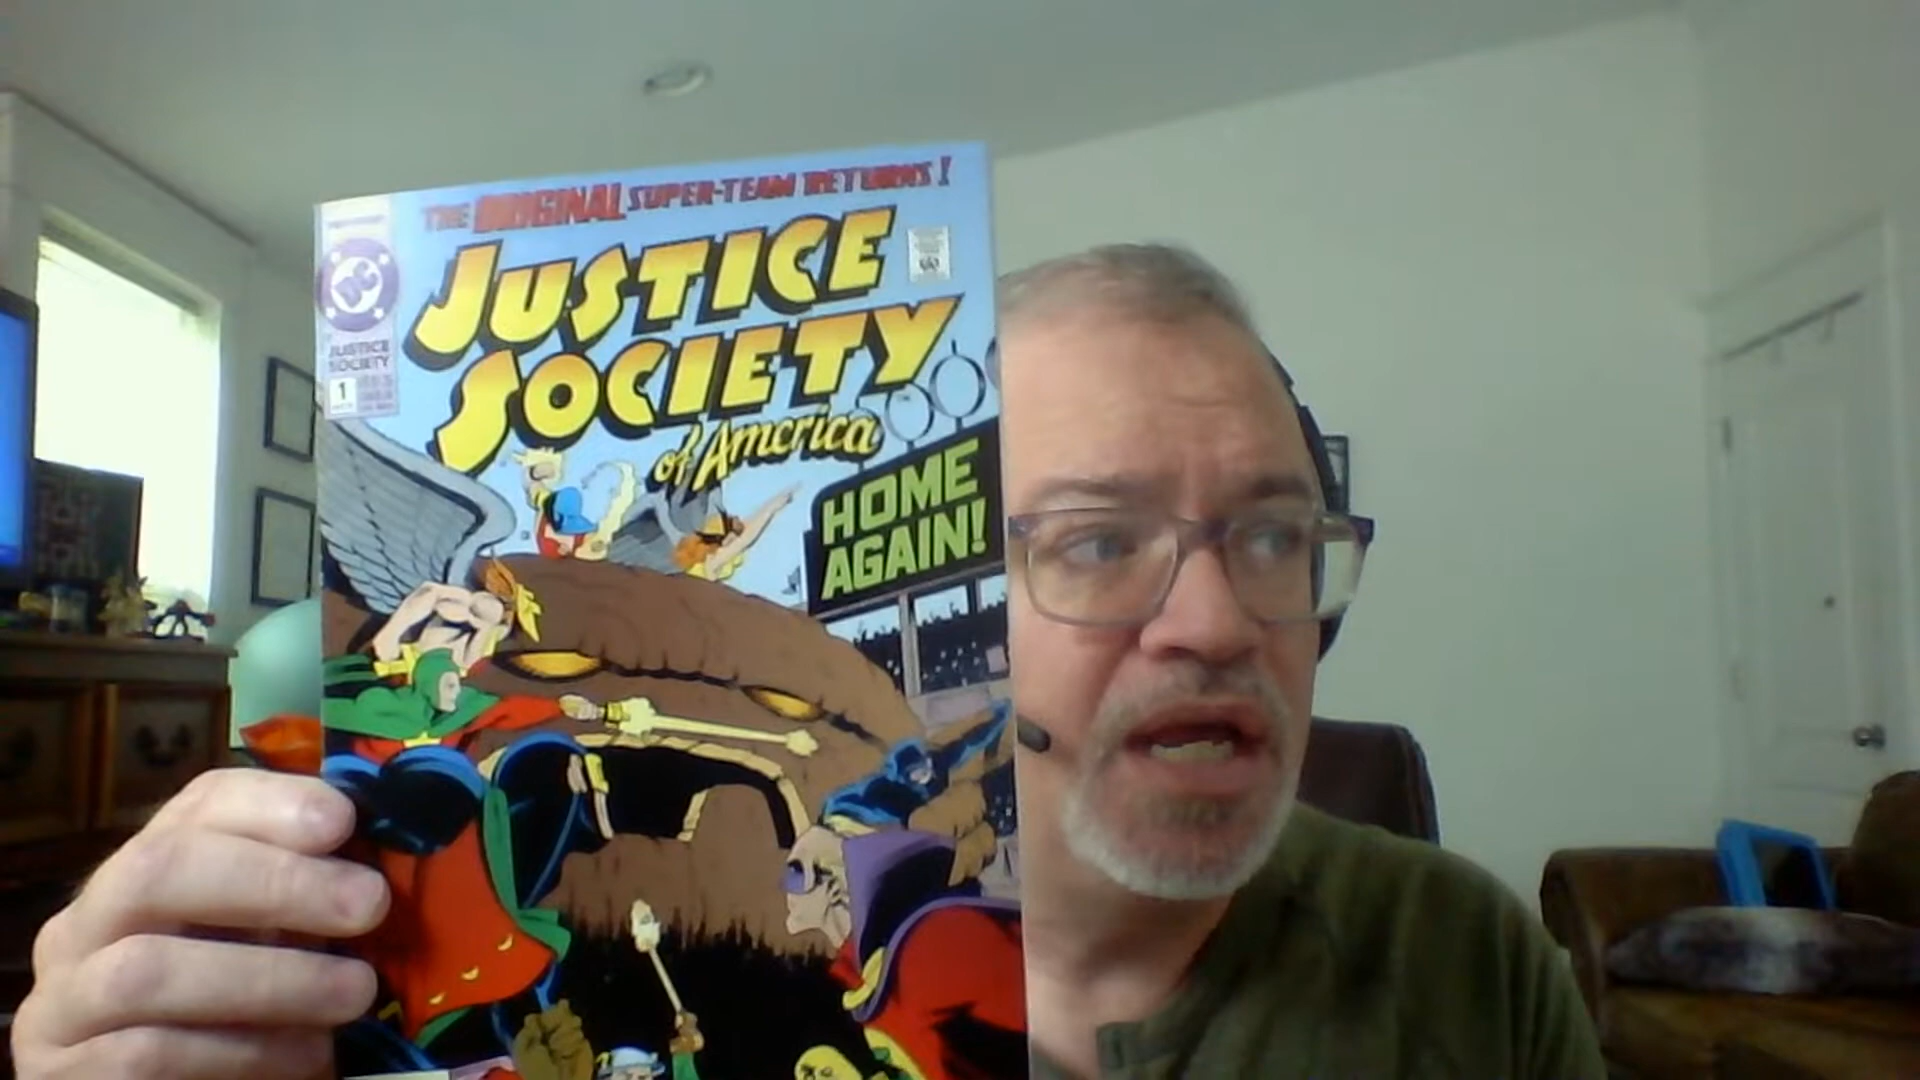 THE ORIGINAL SUPER-TEAM RETURNS!
JUSTICE
SOCIETY
of America
DC
JUSTICE
SOCIETY
1
HOME
AGAIN!